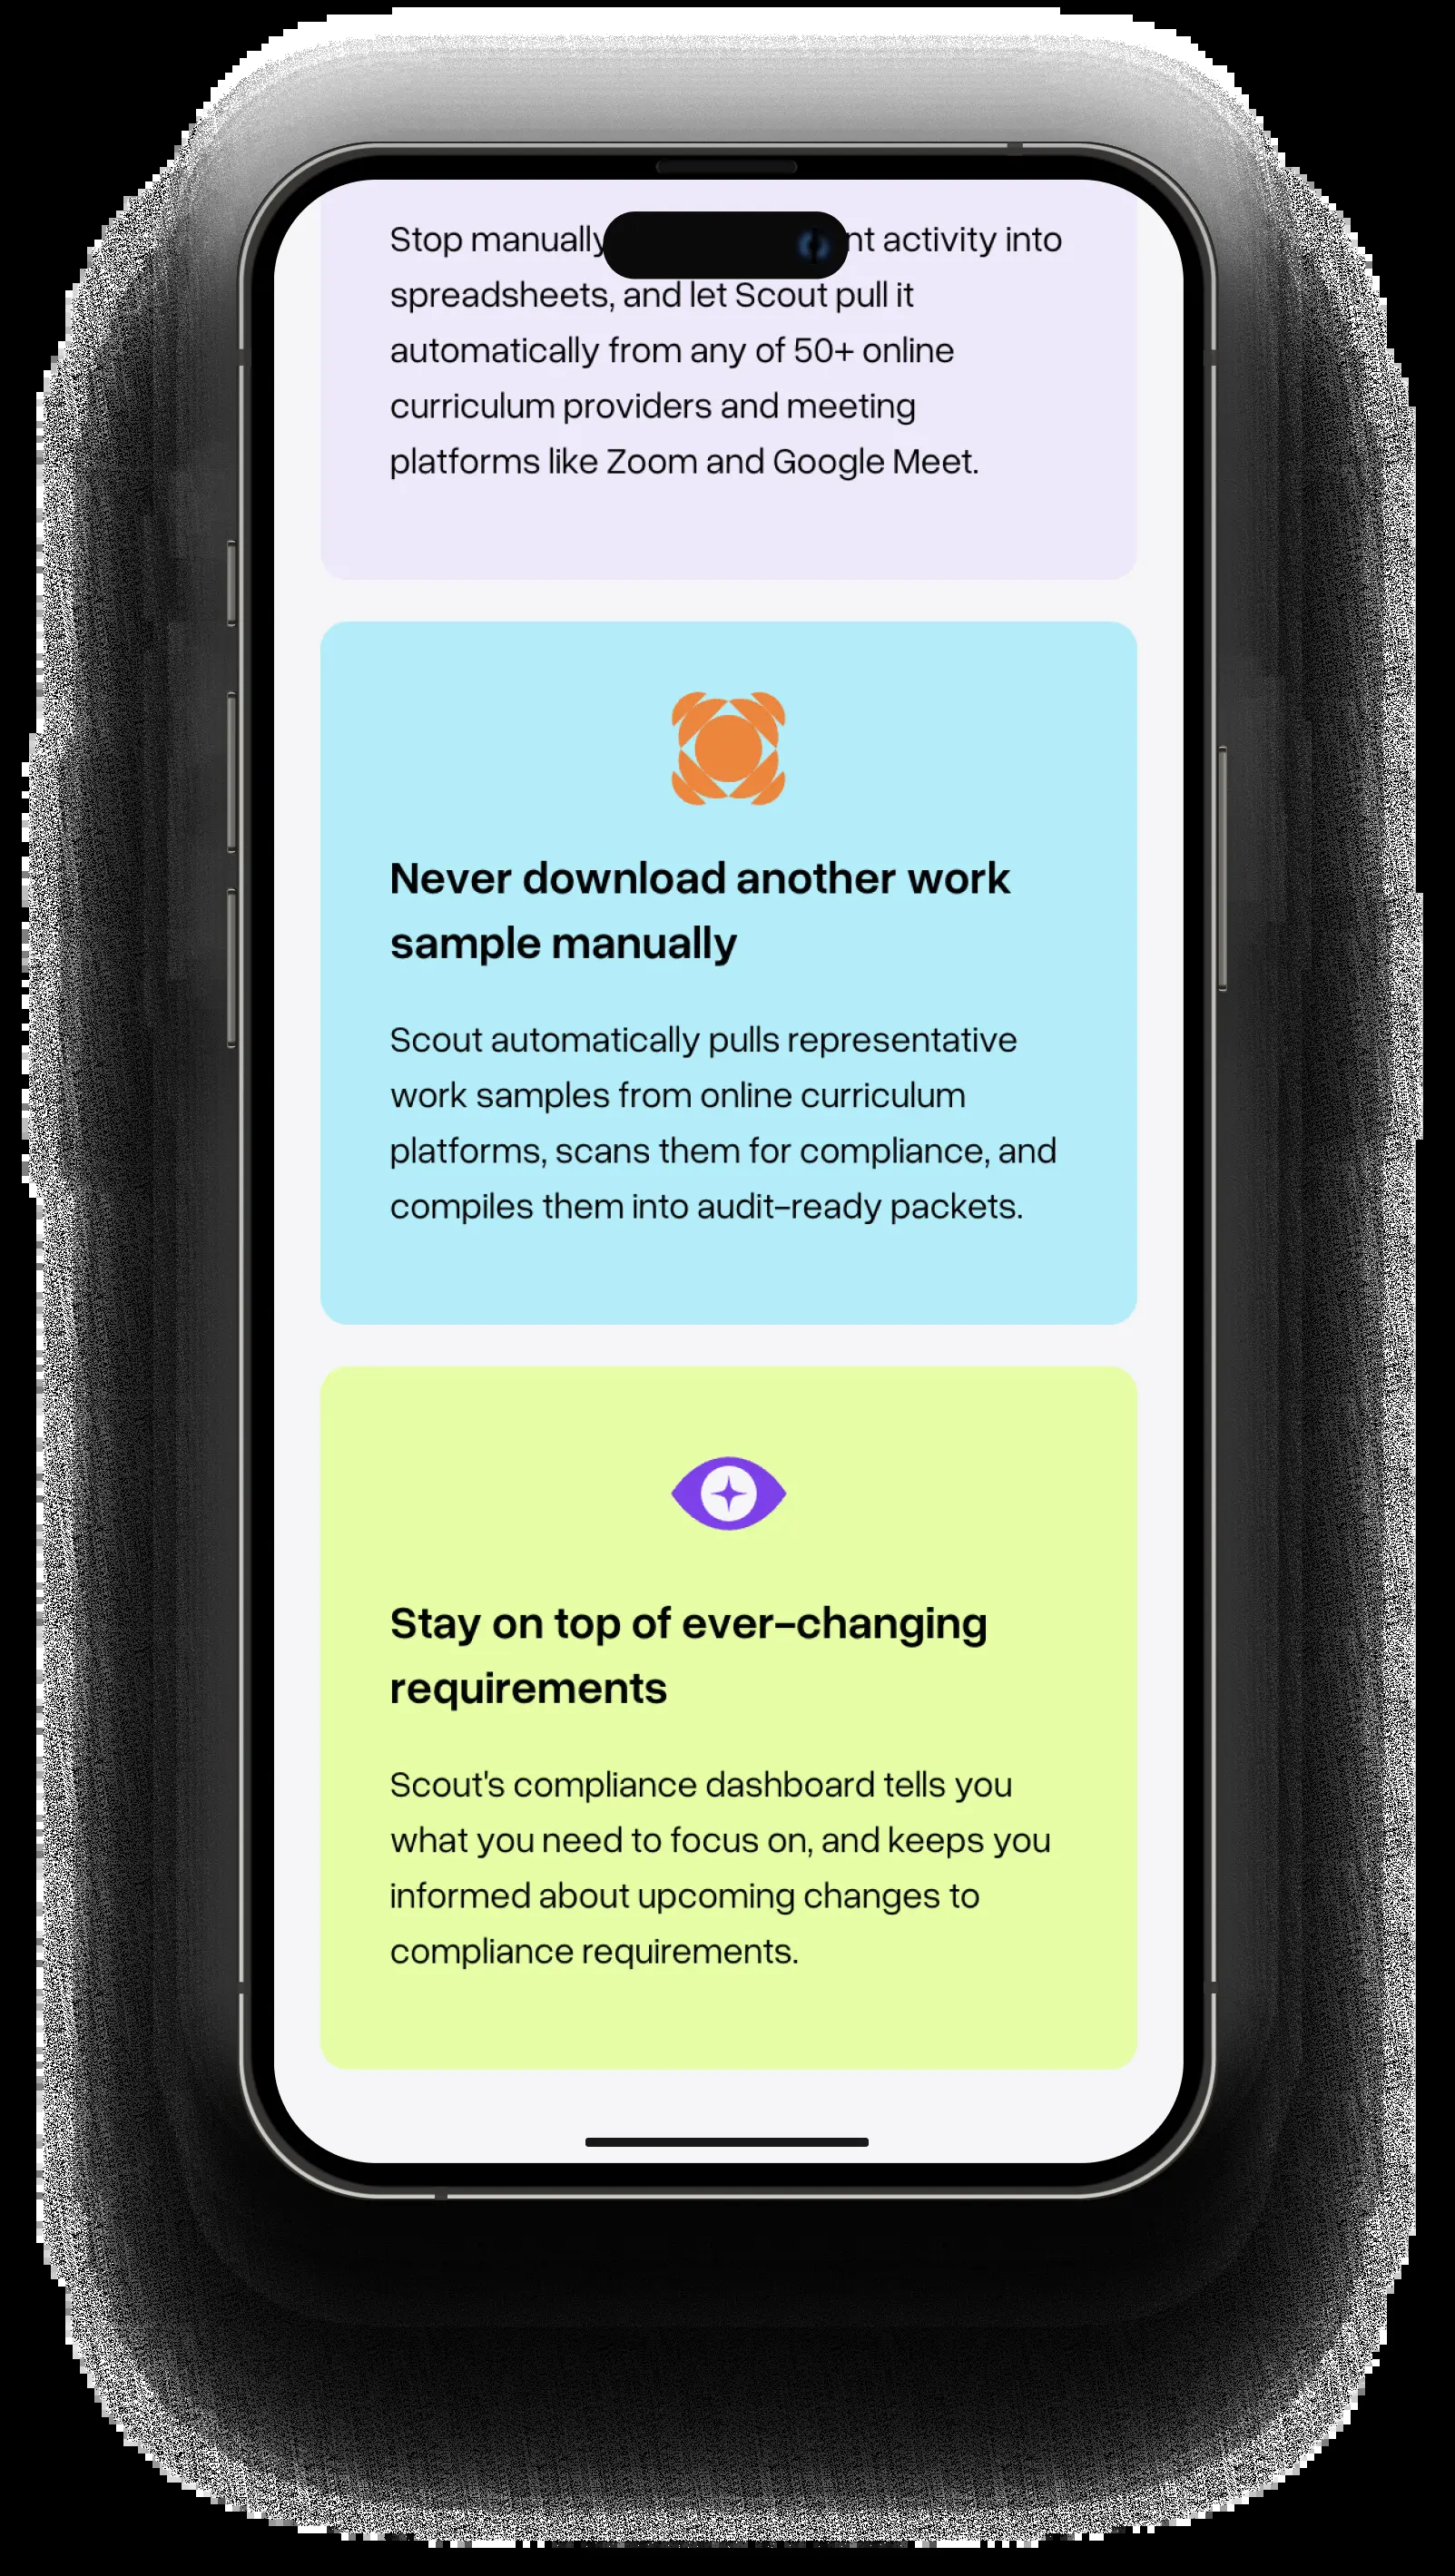 Stop manually activity into
spreadsheets, and let Scout pull it
automatically from any of 50+ online
curriculum providers and meeting
platforms like Zoom and Google Meet.
Never download another work
sample manually
Scout automatically pulls representative
work samples from online curriculum
platforms, scans them for compliance, and
compiles them into audit-ready packets.
Stay on top of ever-changing
requirements
Scout's compliance dashboard tells you
what you need to focus on, and keeps you
informed about upcoming changes to
compliance requirements.